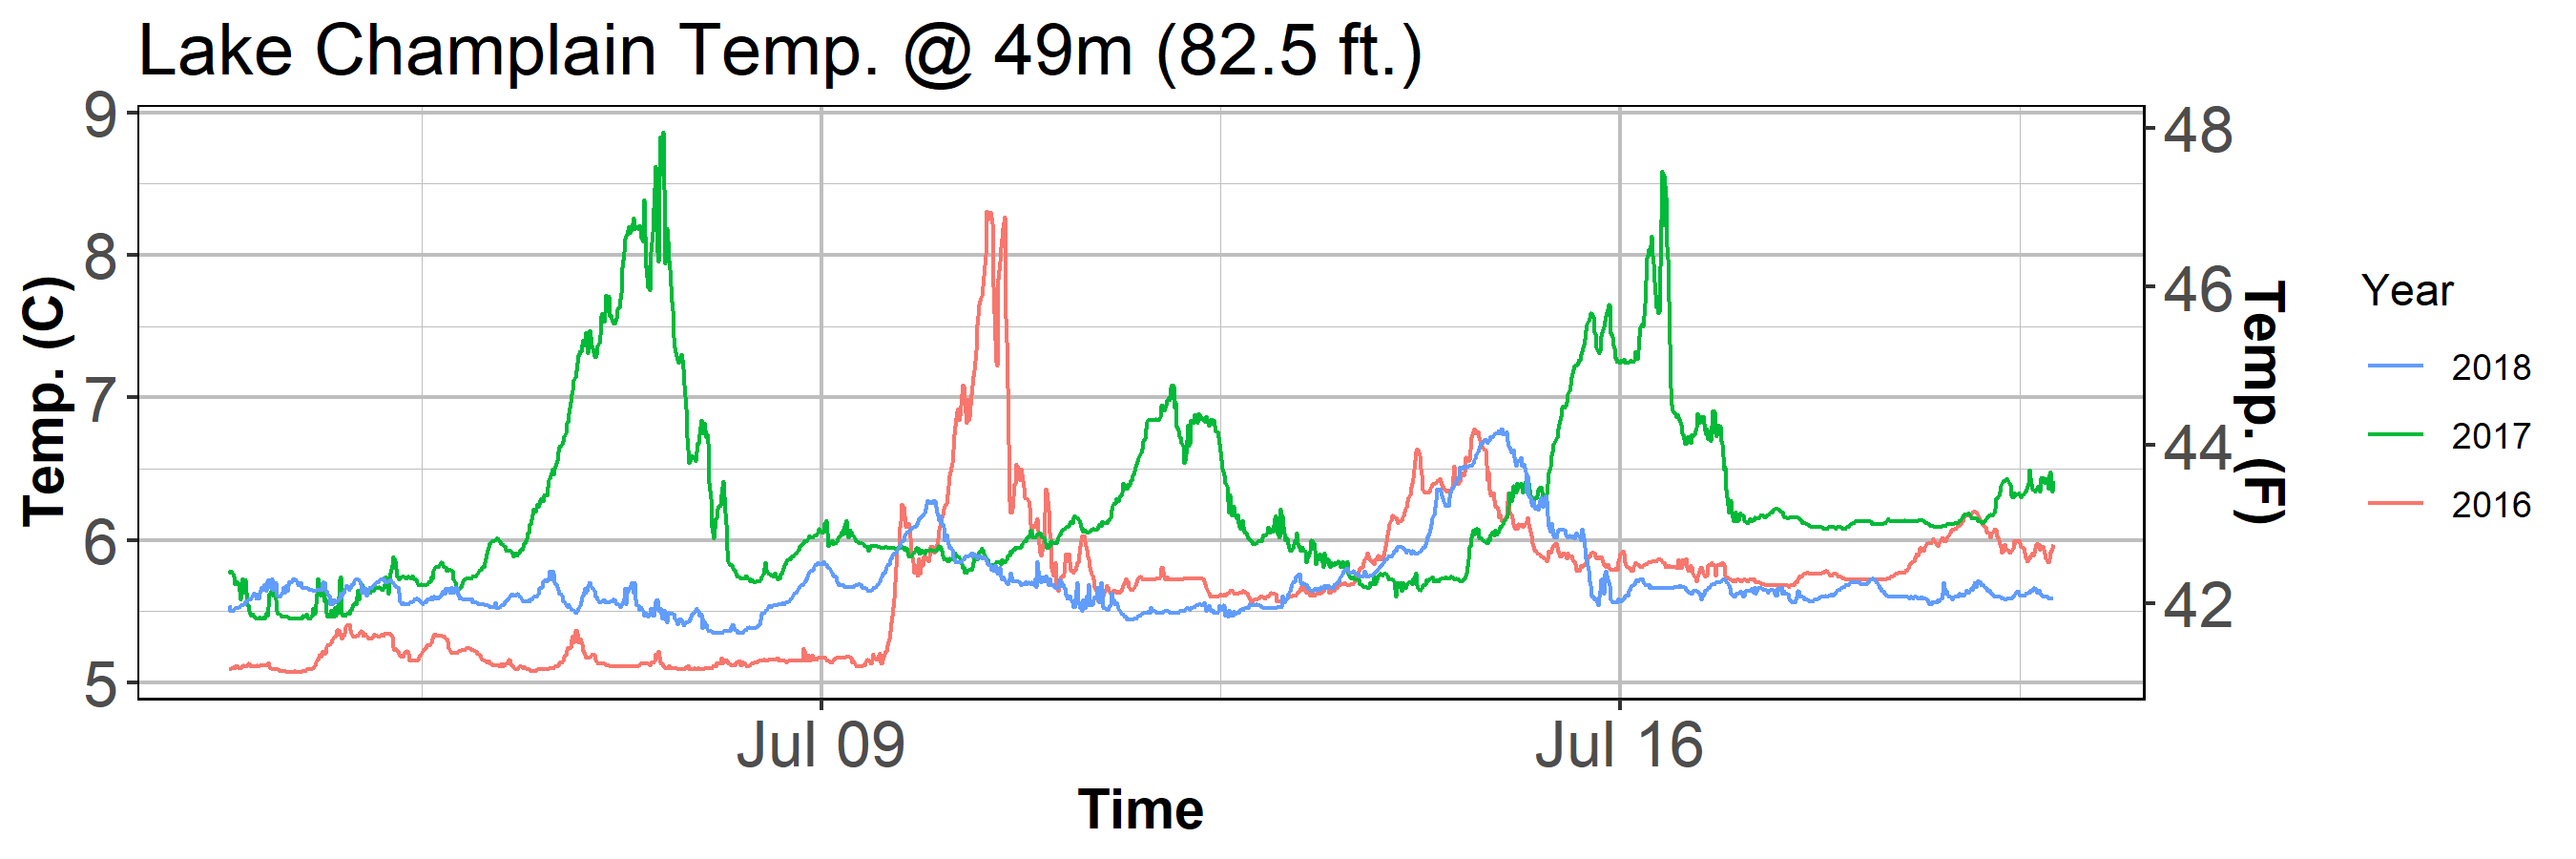 Lake Champlain Temp. @ 49m (82.5 ft.)
Temp. (C)
9
8
7
6
5
48
46
44
42
Temp. (F)
Jul 09
Jul 16
Time
Year
2018
2017
2016